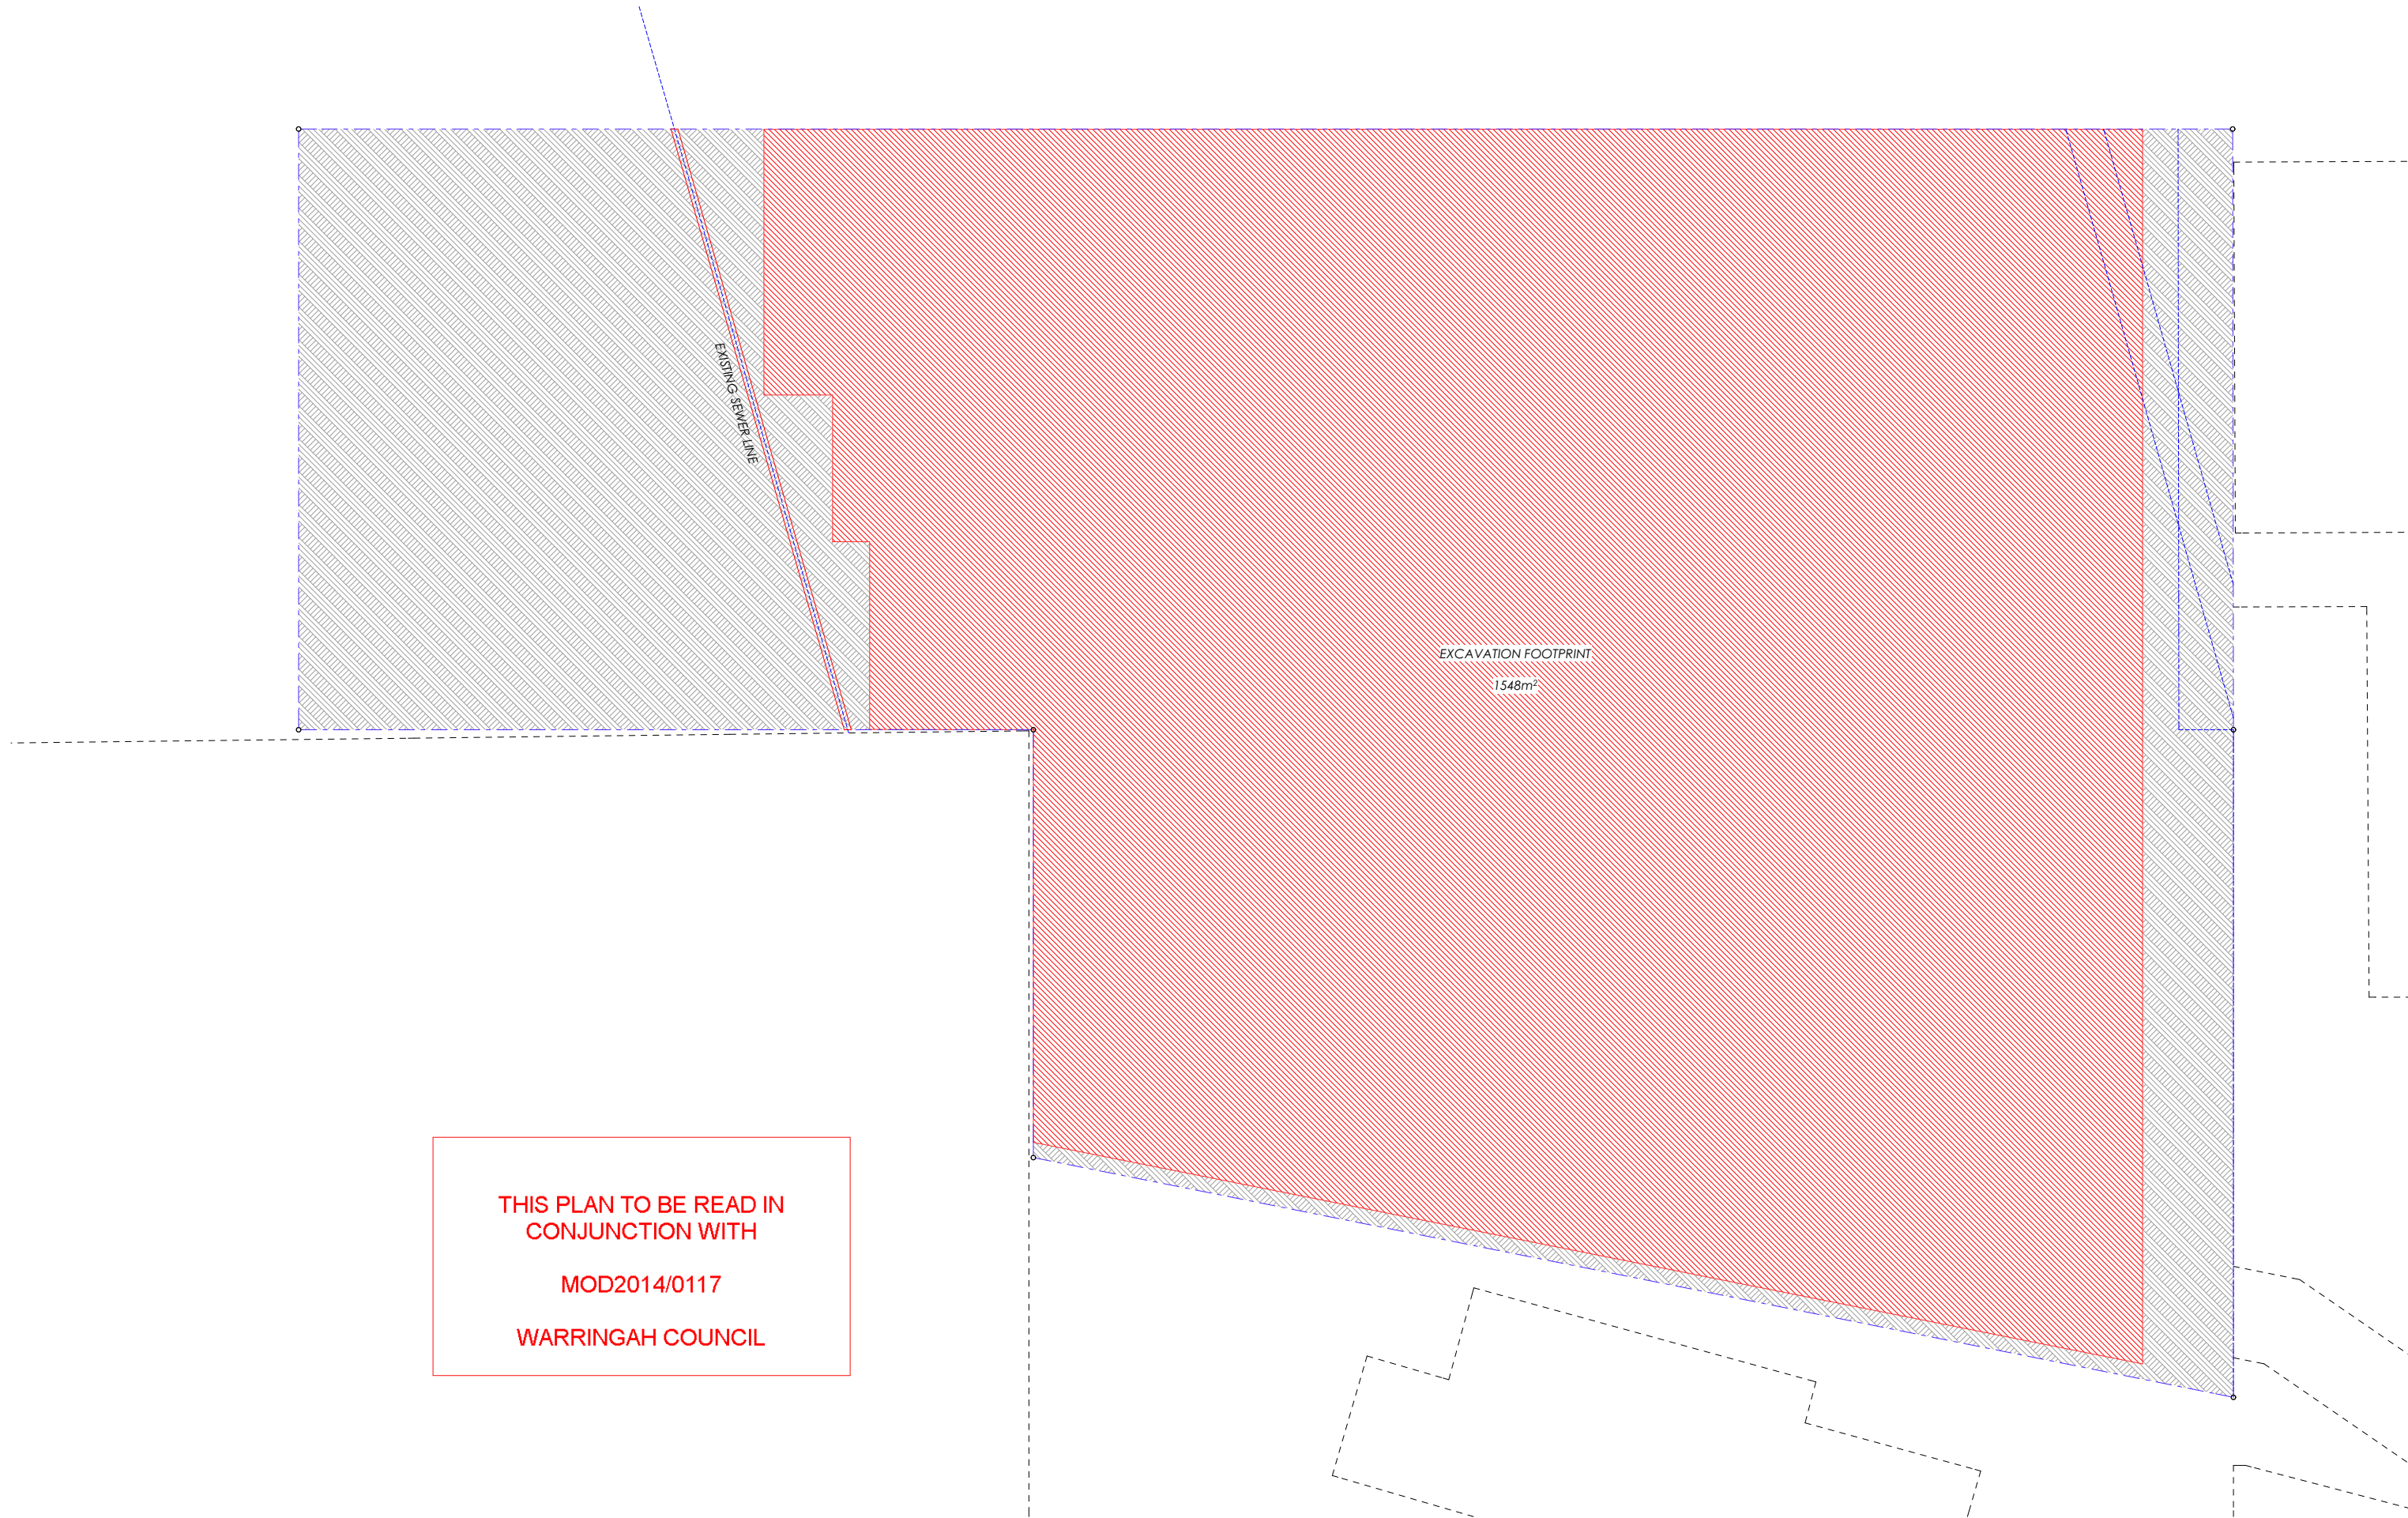 EXISTING SEWER LINE
EXCAVATION FOOTPRINT
1548m²
THIS PLAN TO BE READ IN
CONJUNCTION WITH
MOD2014/0117
WARRINGAH COUNCIL